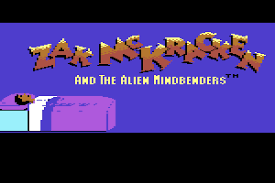 ZAK McKRACKEN
AND THE ALIEN MINDBENDERS™